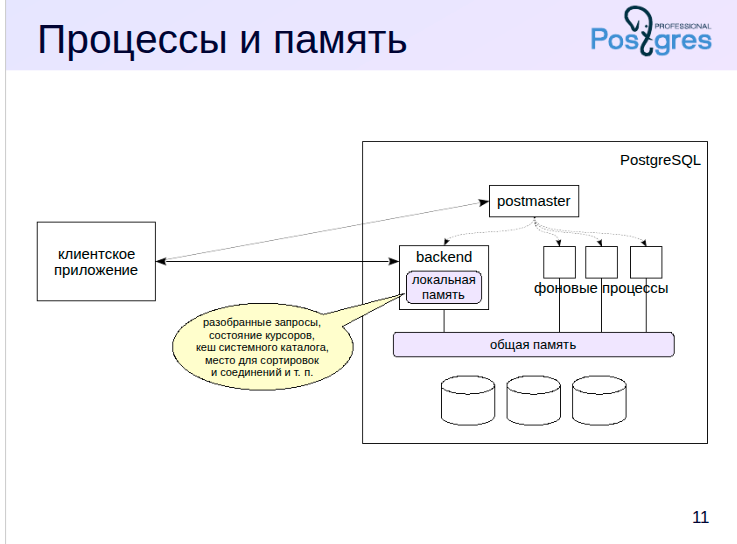 Процессы и память
PROFESSIONAL
Postgres
PostgreSQL
postmaster
клиентское
приложение
backend
локальная
память
фоновые процессы
разобранные запросы,
состояние курсоров,
кеш системного каталога,
место для сортировок
и соединений и т. п.
общая память
11